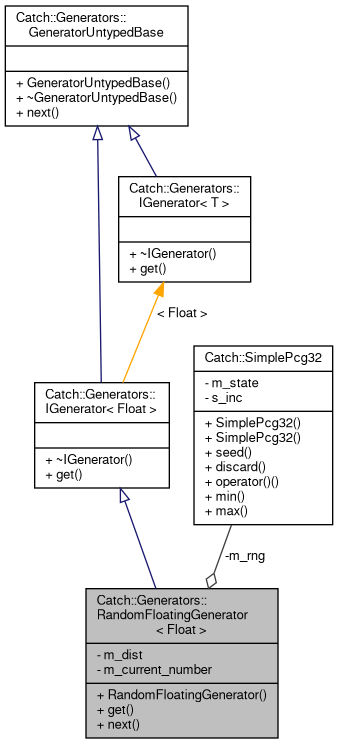 Catch::Generators::
GeneratorUntypedBase
+ GeneratorUntypedBase()
+ ~GeneratorUntypedBase()
+ next()
Catch::Generators::
IGenerator< T >
+ ~IGenerator()
+ get()
< Float >
Catch::SimplePcg32
- m_state
- s_inc
+ SimplePcg32()
+ SimplePcg32()
+ seed()
+ discard()
+ operator()()
+ min()
+ max()
Catch::Generators::
IGenerator< Float >
+ ~IGenerator()
+ get()
-m_rng
Catch::Generators::
RandomFloatingGenerator
< Float >
- m_dist
- m_current_number
+ RandomFloatingGenerator()
+ get()
+ next()